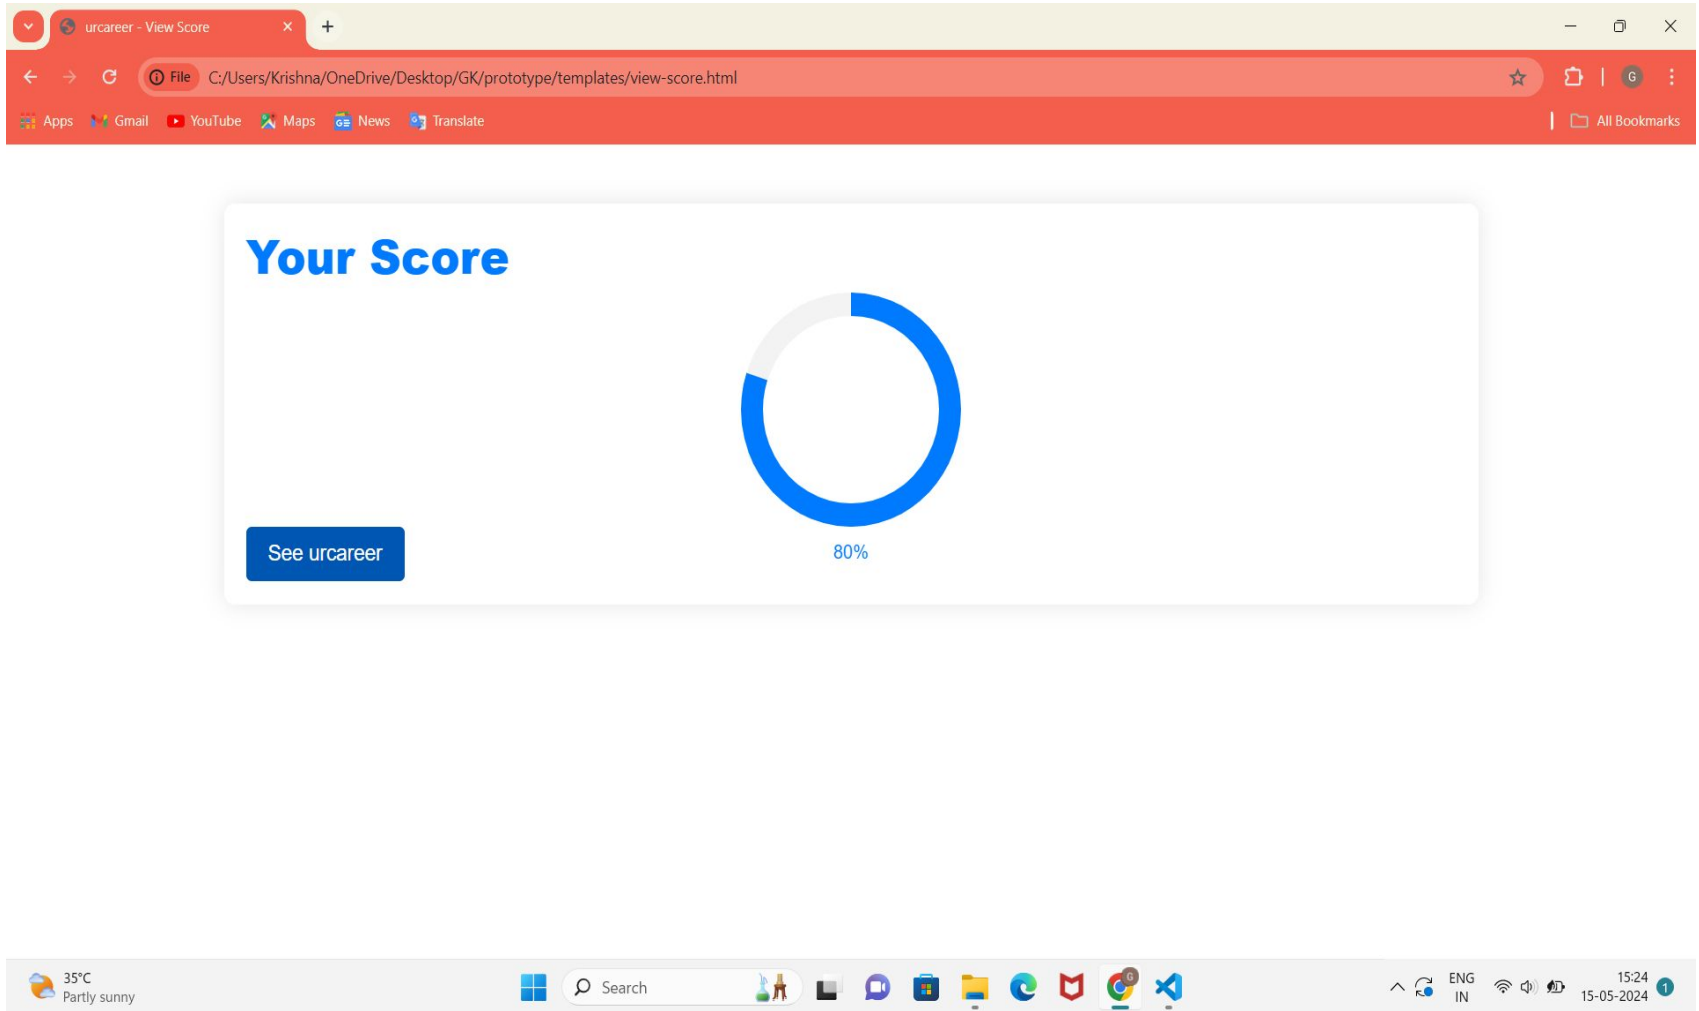 urcareer - View Score
File C:/Users/Krishna/OneDrive/Desktop/GK/prototype/templates/view-score.html
G
Apps Gmail YouTube Maps News Translate All Bookmarks
Your Score
80%
See urcareer
35°C
Partly sunny
Search
G
ENG
IN
15:24
15-05-2024
1